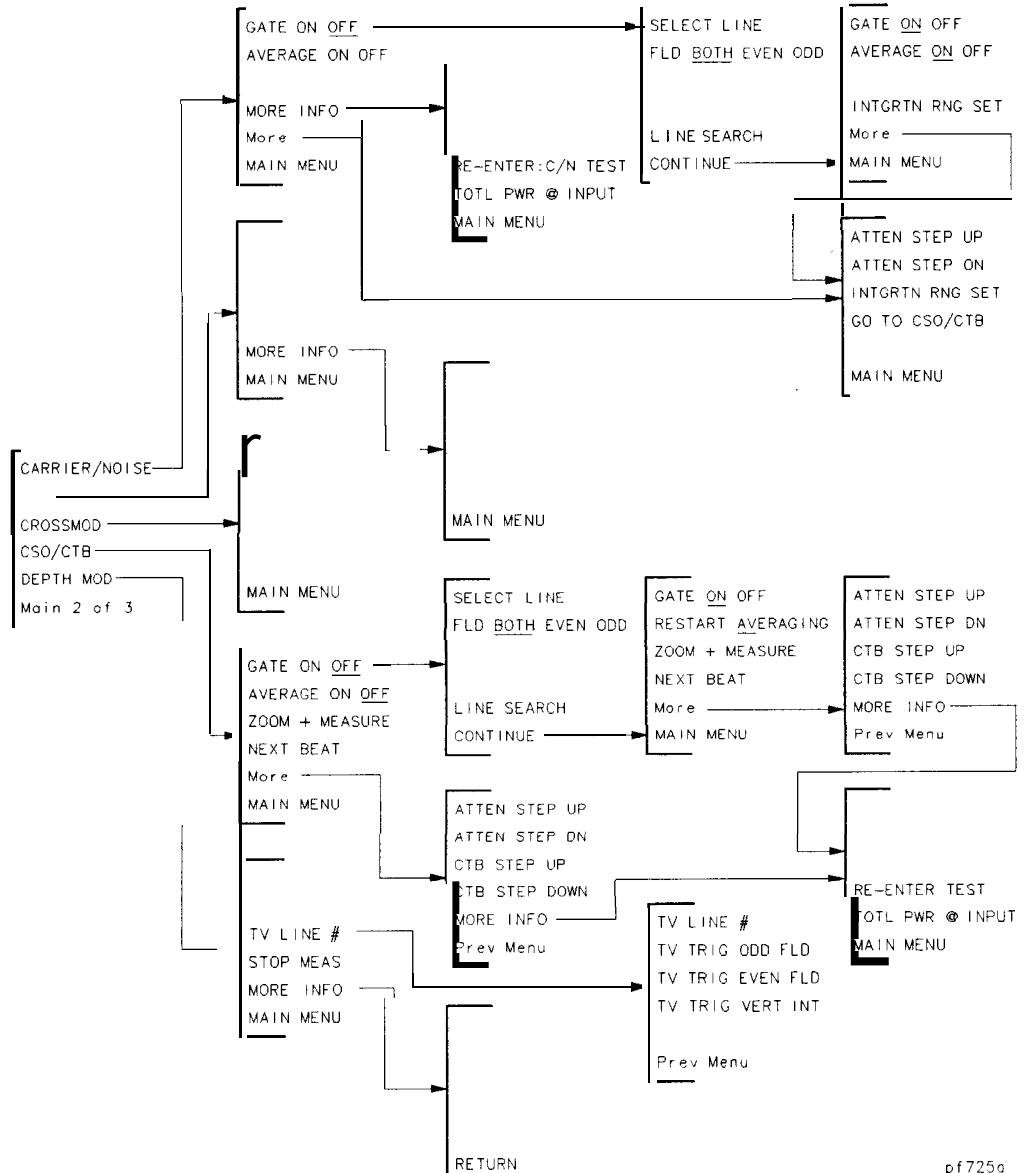 GATE ON OFF
AVERAGE ON OFF
MORE INFO
More
MAIN MENU
RE-ENTER:C/N TEST
TOTL PWR @ INPUT
MAIN MENU
SELECT LINE
FLD BOTH EVEN ODD
LINE SEARCH
CONTINUE
GATE ON OFF
AVERAGE ON OFF
INTGRTN RNG SET
More
MAIN MENU
ATTEN STEP UP
ATTEN STEP ON
INTGRTN RNG SET
GO TO CSO/CTB
MAIN MENU
MORE INFO
MAIN MENU
MAIN MENU
CARRIER/NOISE
CROSSMOD
CSO/CTB
DEPTH MOD
Main 2 of 3
MAIN MENU
GATE ON OFF
AVERAGE ON OFF
ZOOM + MEASURE
NEXT BEAT
More
MAIN MENU
SELECT LINE
FLD BOTH EVEN ODD
LINE SEARCH
CONTINUE
GATE ON OFF
RESTART AVERAGING
ZOOM + MEASURE
NEXT BEAT
More
MAIN MENU
ATTEN STEP UP
ATTEN STEP DN
CTB STEP UP
CTB STEP DOWN
MORE INFO
Prev Menu
ATTEN STEP UP
ATTEN STEP DN
CTB STEP UP
CTB STEP DOWN
MORE INFO
Prev Menu
RE-ENTER TEST
TOTL PWR @ INPUT
MAIN MENU
TV LINE #
STOP MEAS
MORE INFO
MAIN MENU
TV LINE #
TV TRIG ODD FLD
TV TRIG EVEN FLD
TV TRIG VERT INT
Prev Menu
RETURN
pf725a